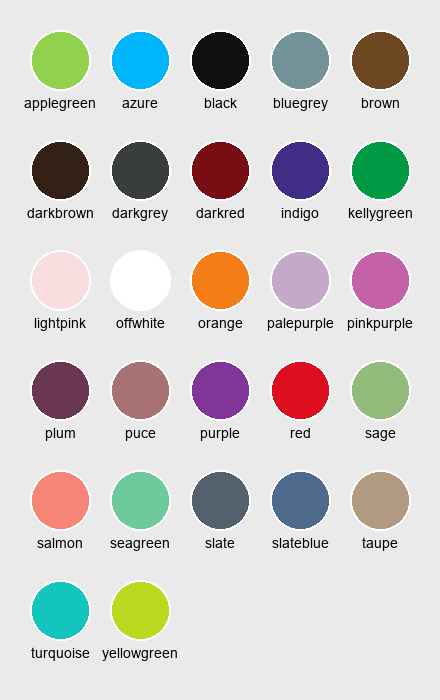 applegreen azure black bluegrey brown
darkbrown darkgrey darkred indigo kellygreen
lightpink offwhite orange palepurple pinkpurple
plum puce purple red sage
salmon seagreen slate slateblue taupe
turquoise yellowgreen